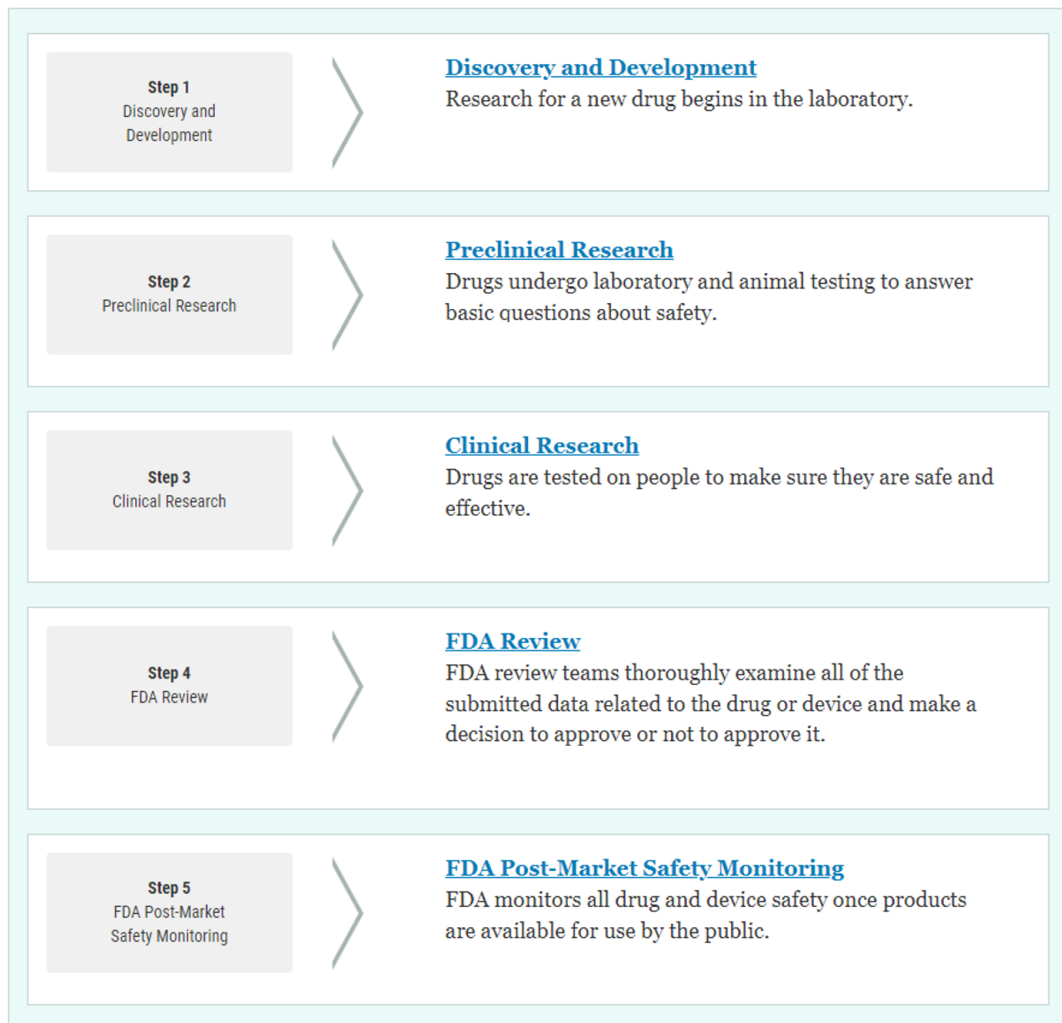 Step 1
Discovery and
Development
Discovery and Development
Research for a new drug begins in the laboratory.
Step 2
Preclinical Research
Preclinical Research
Drugs undergo laboratory and animal testing to answer
basic questions about safety.
Step 3
Clinical Research
Clinical Research
Drugs are tested on people to make sure they are safe and
effective.
Step 4
FDA Review
FDA Review
FDA review teams thoroughly examine all of the
submitted data related to the drug or device and make a
decision to approve or not to approve it.
Step 5
FDA Post-Market
Safety Monitoring
FDA Post-Market Safety Monitoring
FDA monitors all drug and device safety once products
are available for use by the public.